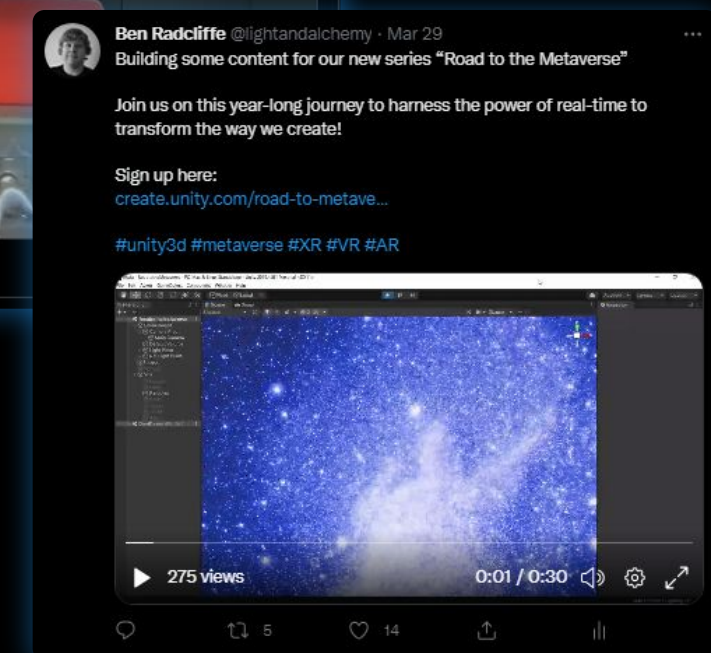 Ben Radcliffe @lightandalchemy · Mar 29
Building some content for our new series “Road to the Metaverse”
Join us on this year-long journey to harness the power of real-time to
transform the way we create!
Sign up here:
create.unity.com/road-to-metave...
#unity3d #metaverse #XR #VR #AR
275 views
0:01 / 0:30
5
14